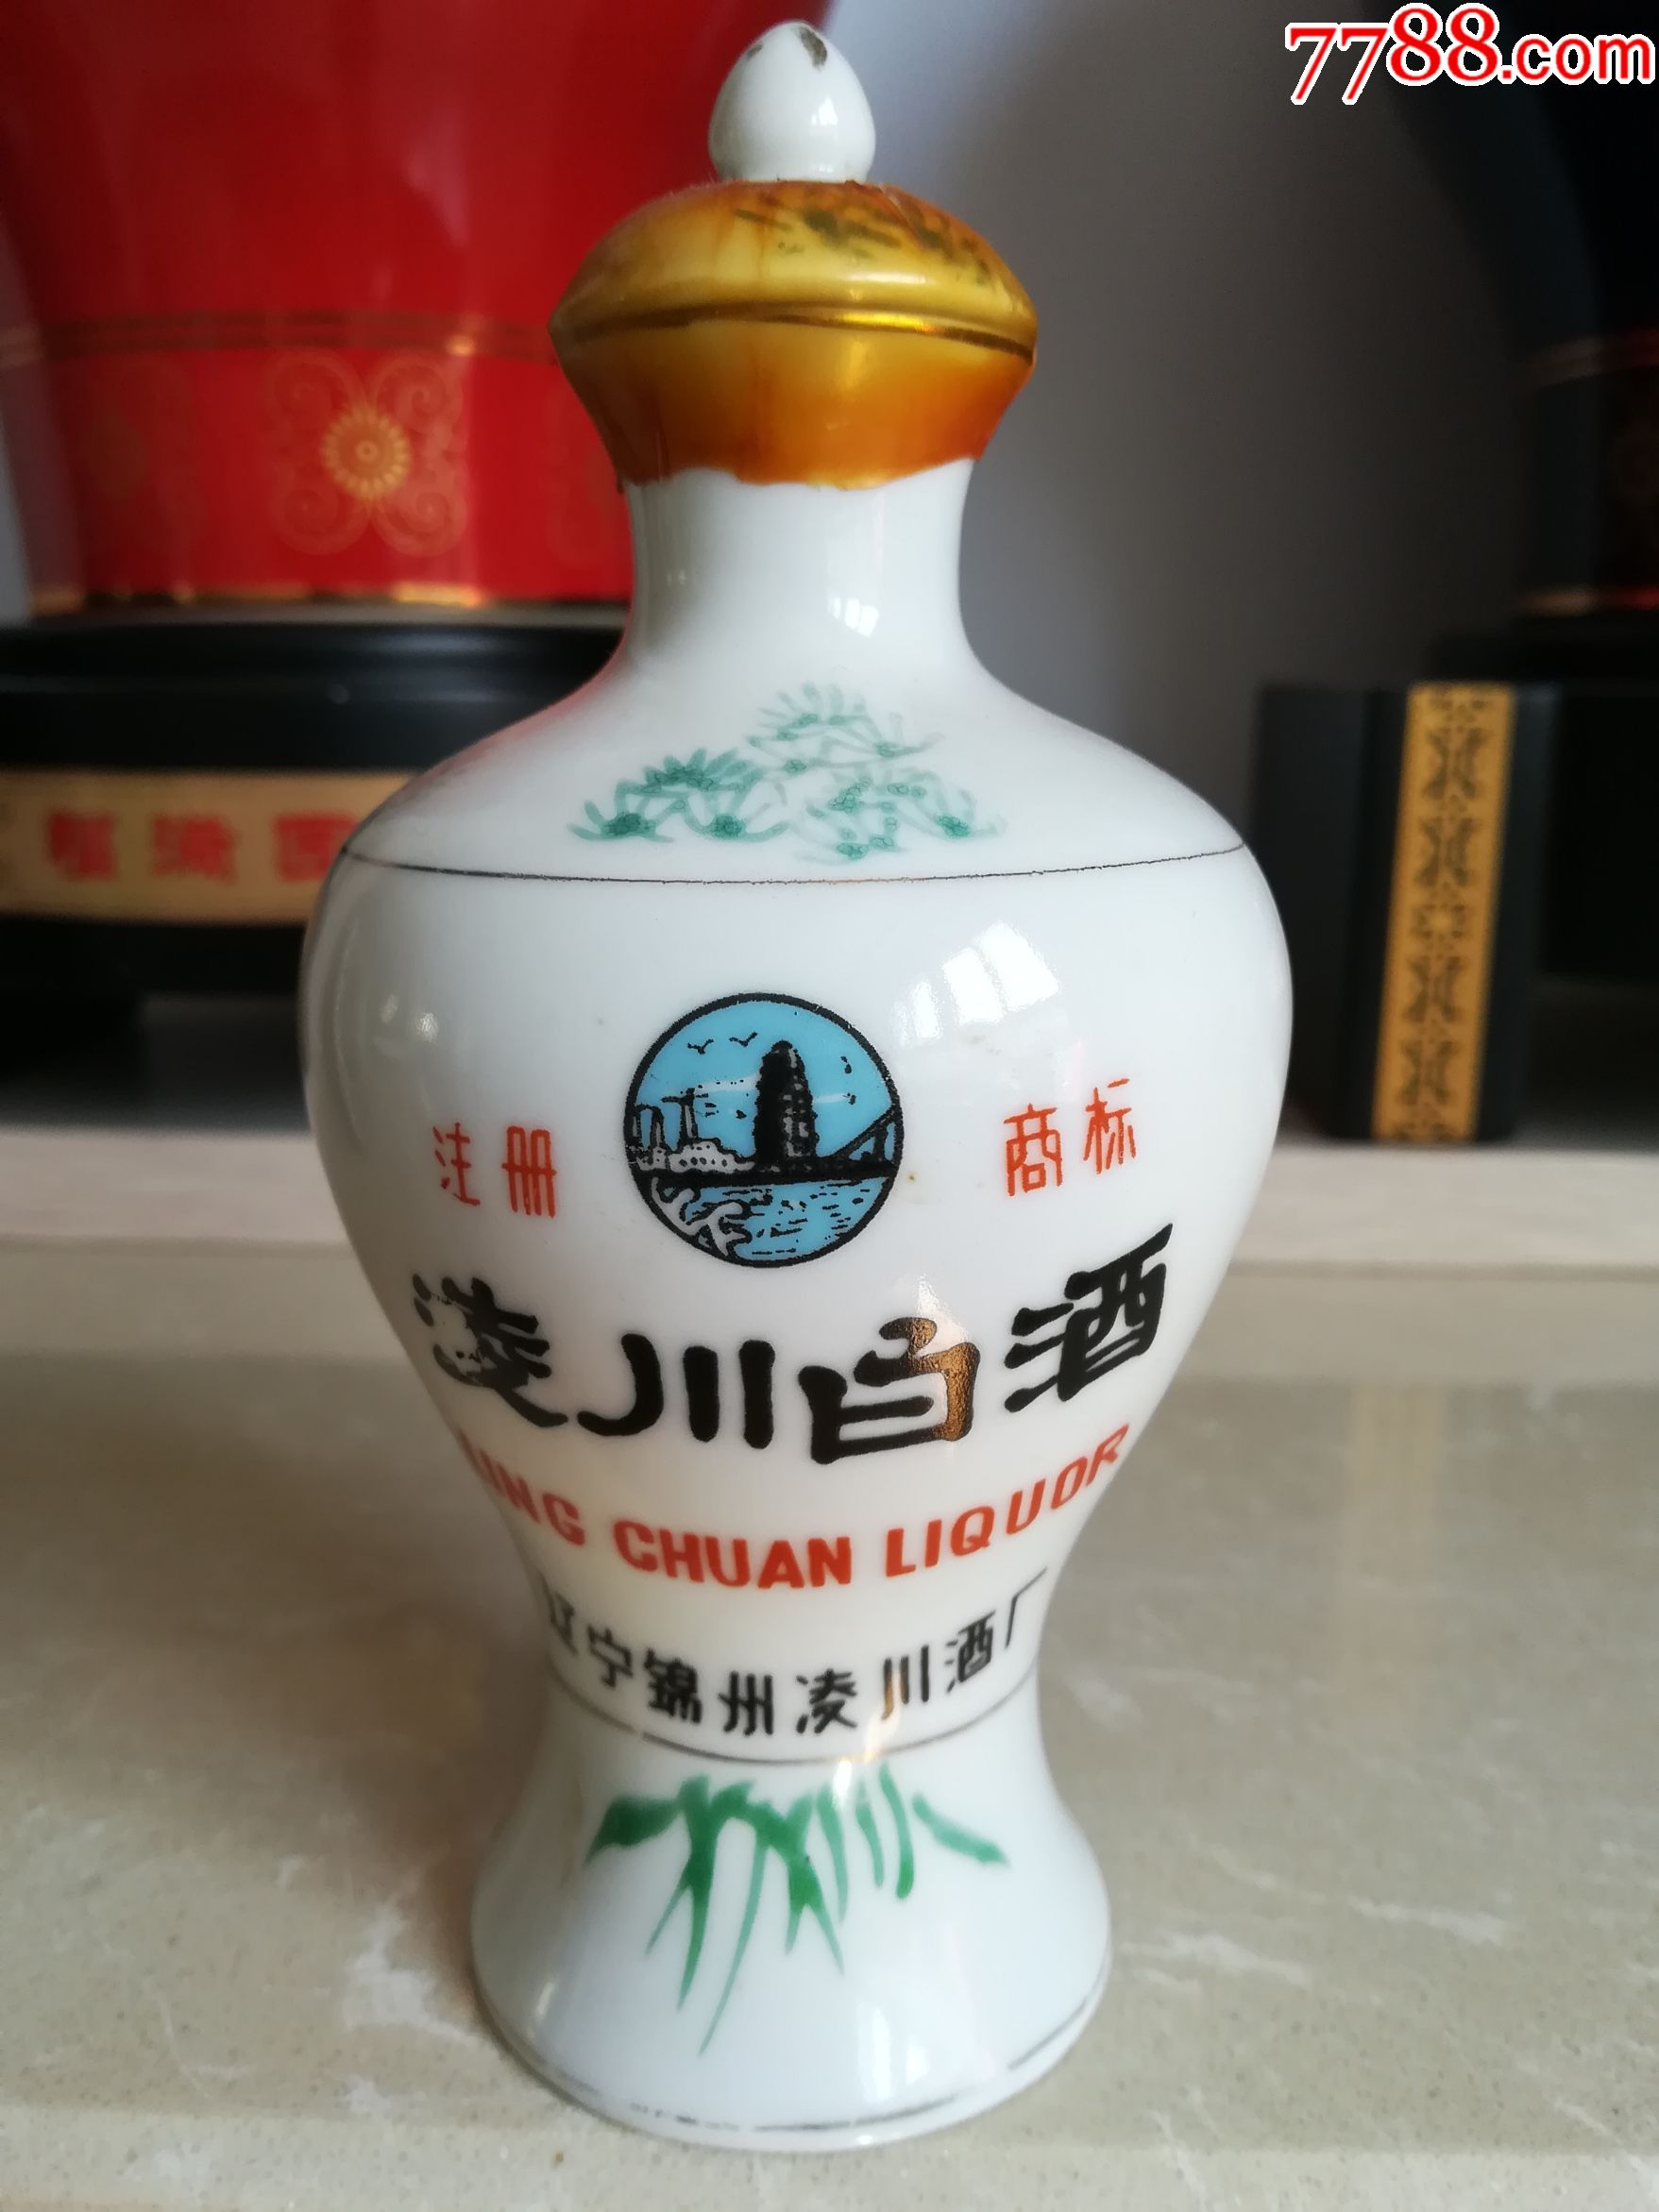 7788.com
注册 商标
凌川白酒
LING CHUAN LIQUOR
辽宁锦州凌川酒厂